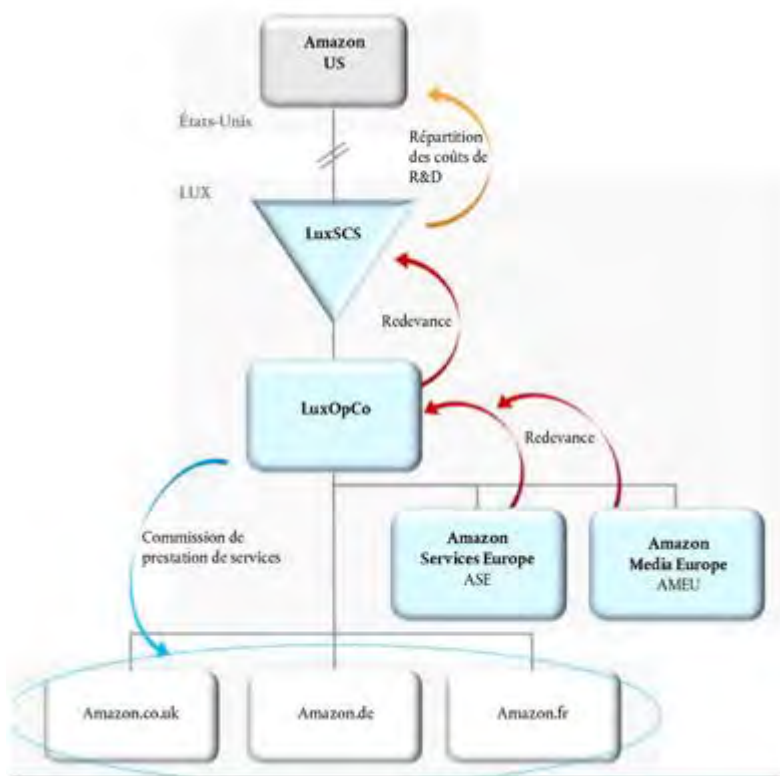 Amazon
US
États-Unis
Répartition
des coûts de
R&D
LUX
LuxSCS
Redevance
LuxOpCo
Redevance
Commission de
prestation de services
Amazon
Services Europe
ASE
Amazon
Media Europe
AMEU
Amazon.co.uk
Amazon.de
Amazon.fr